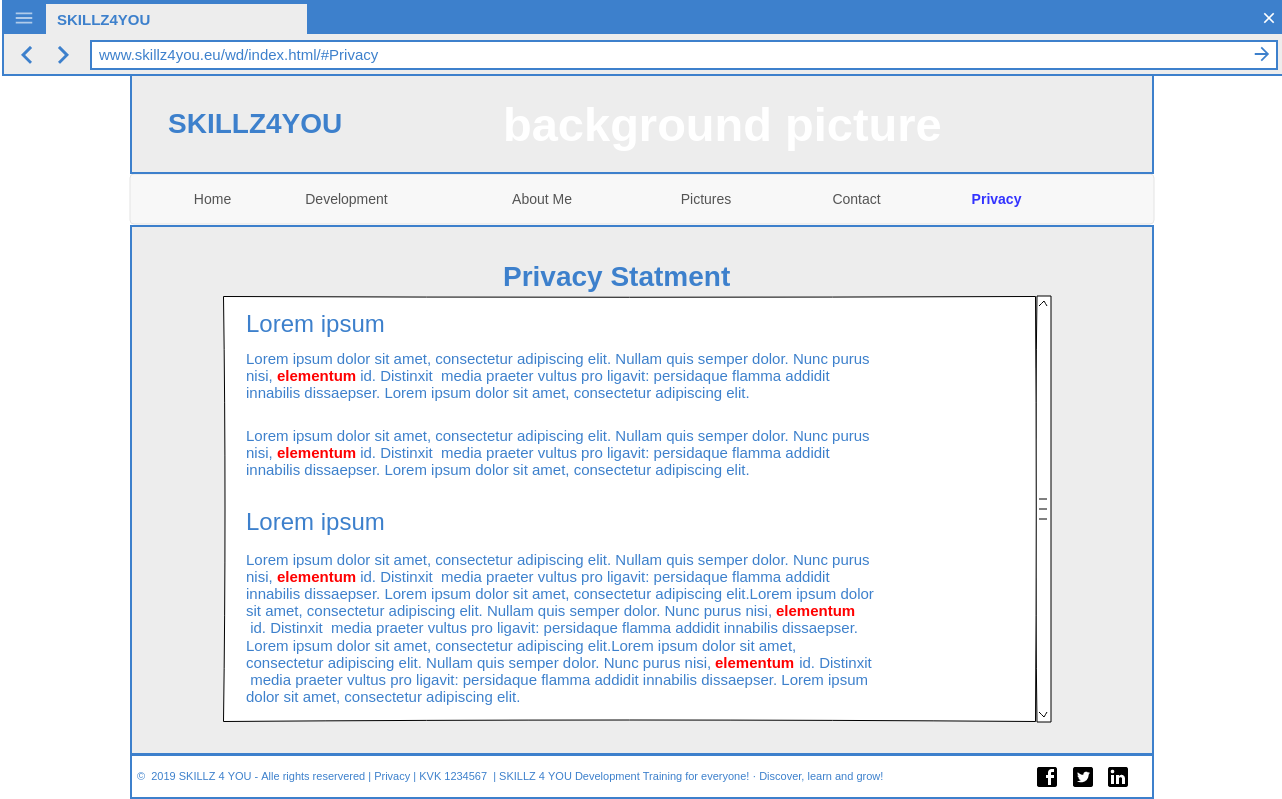 SKILLZ4YOU
www.skillz4you.eu/wd/index.html/#Privacy
SKILLZ4YOU
background picture
Home Development About Me Pictures Contact Privacy
Privacy Statment
Lorem ipsum
Lorem ipsum dolor sit amet, consectetur adipiscing elit. Nullam quis semper dolor. Nunc purus
nisi, elementum id. Distinxit  media praeter vultus pro ligavit: persidaque flamma addidit
innabilis dissaepser. Lorem ipsum dolor sit amet, consectetur adipiscing elit.
Lorem ipsum dolor sit amet, consectetur adipiscing elit. Nullam quis semper dolor. Nunc purus
nisi, elementum id. Distinxit  media praeter vultus pro ligavit: persidaque flamma addidit
innabilis dissaepser. Lorem ipsum dolor sit amet, consectetur adipiscing elit.
Lorem ipsum
Lorem ipsum dolor sit amet, consectetur adipiscing elit. Nullam quis semper dolor. Nunc purus
nisi, elementum id. Distinxit  media praeter vultus pro ligavit: persidaque flamma addidit
innabilis dissaepser. Lorem ipsum dolor sit amet, consectetur adipiscing elit.Lorem ipsum dolor
sit amet, consectetur adipiscing elit. Nullam quis semper dolor. Nunc purus nisi, elementum
id. Distinxit  media praeter vultus pro ligavit: persidaque flamma addidit innabilis dissaepser.
Lorem ipsum dolor sit amet, consectetur adipiscing elit.Lorem ipsum dolor sit amet,
consectetur adipiscing elit. Nullam quis semper dolor. Nunc purus nisi, elementum id. Distinxit
media praeter vultus pro ligavit: persidaque flamma addidit innabilis dissaepser. Lorem ipsum
dolor sit amet, consectetur adipiscing elit.
© 2019 SKILLZ 4 YOU - Alle rights reservered | Privacy | KVK 1234567  | SKILLZ 4 YOU Development Training for everyone! · Discover, learn and grow!